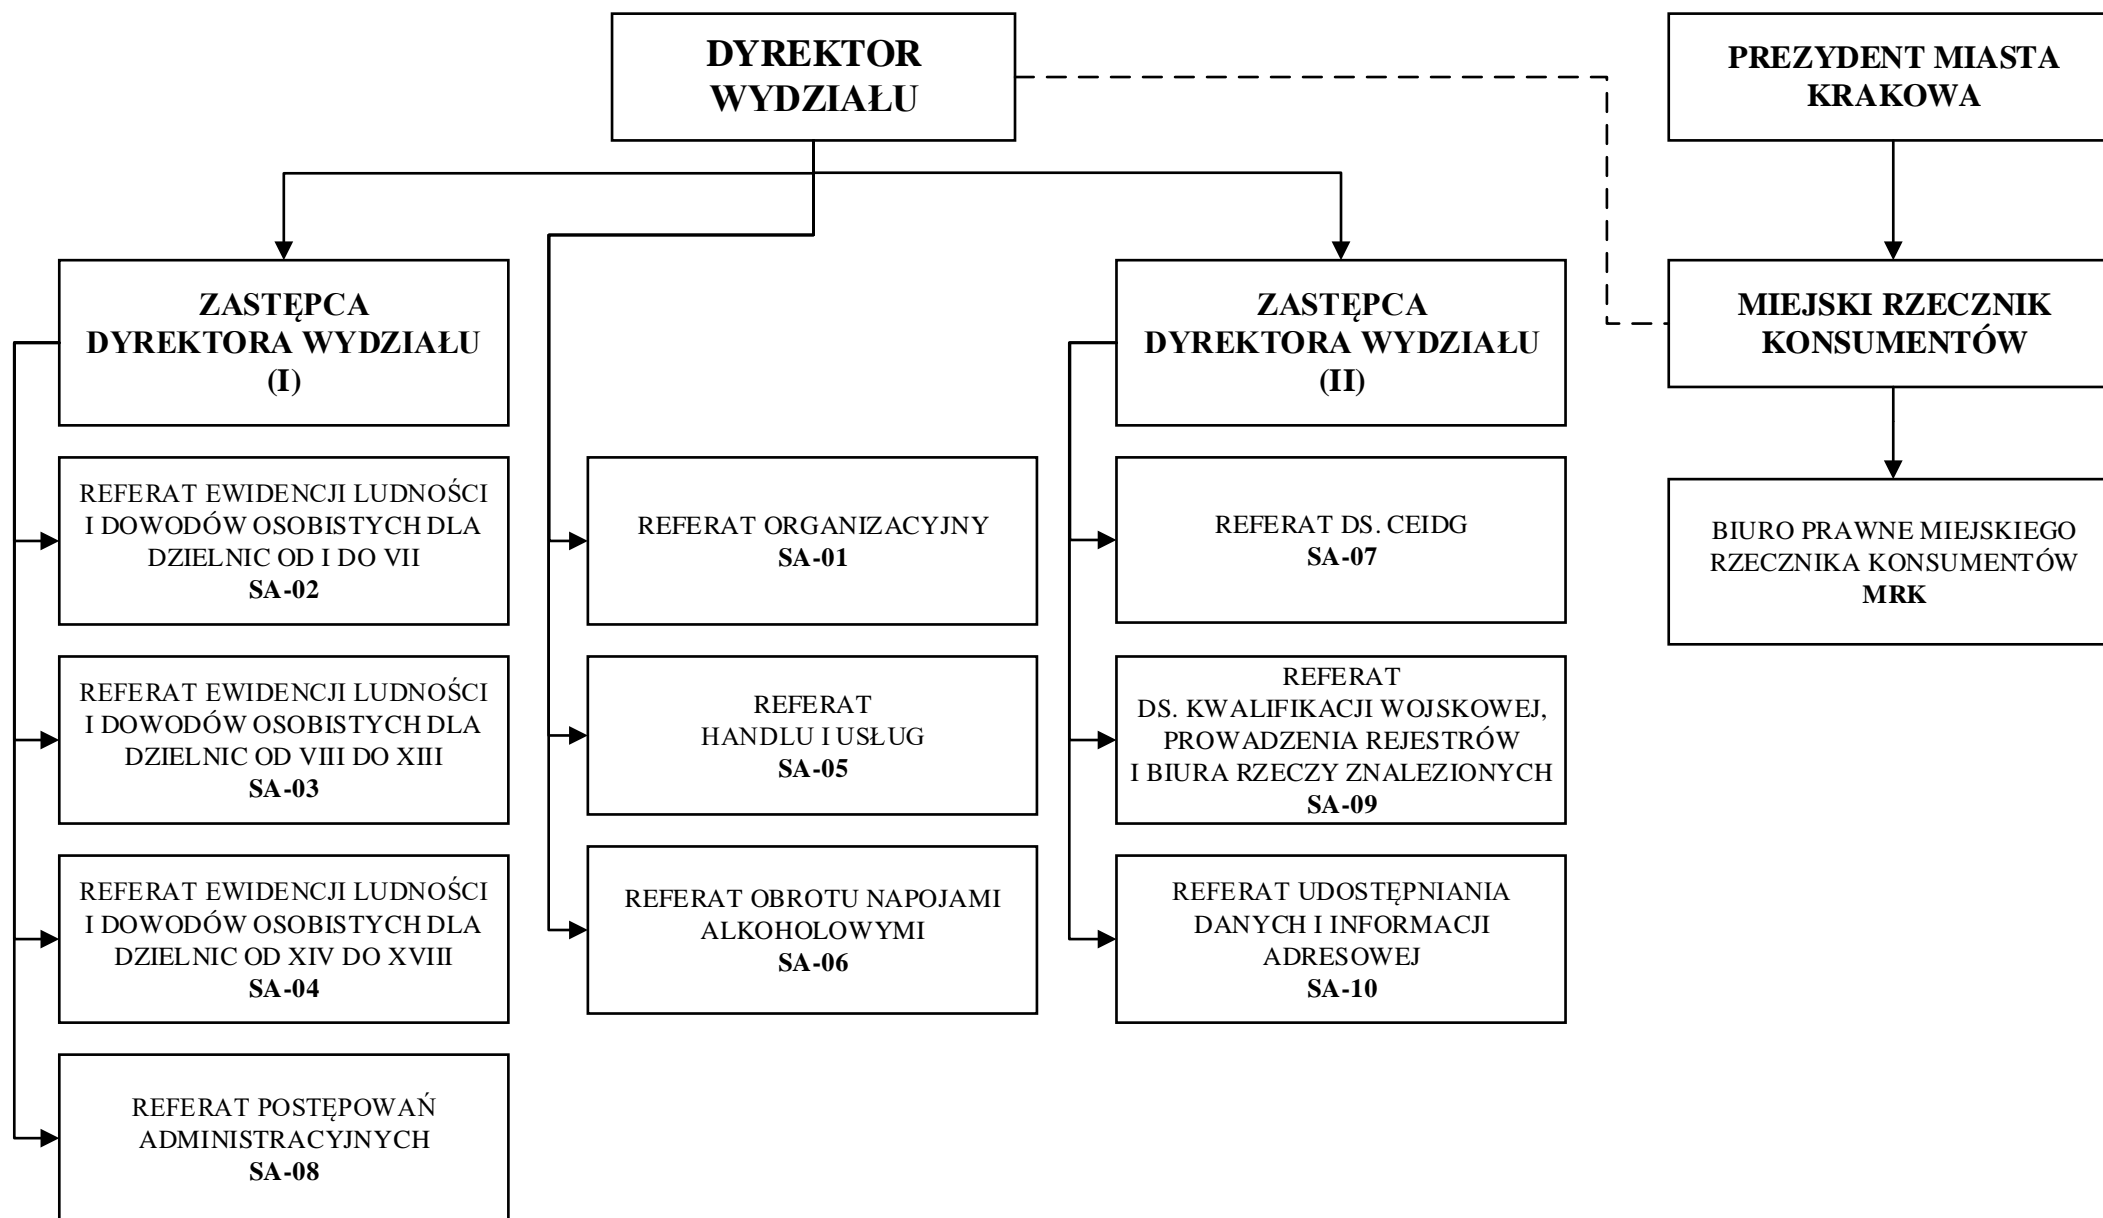 DYREKTOR
WYDZIAŁU
PREZYDENT MIASTA
KRAKOWA
ZASTĘPCA
DYREKTORA WYDZIAŁU
(I)
ZASTĘPCA
DYREKTORA WYDZIAŁU
(II)
MIEJSKI RZECZNIK
KONSUMENTÓW
REFERAT EWIDENCJI LUDNOŚCI
I DOWODÓW OSOBISTYCH DLA
DZIELNIC OD I DO VII
SA-02
REFERAT ORGANIZACYJNY
SA-01
REFERAT DS. CEIDG
SA-07
BIURO PRAWNE MIEJSKIEGO
RZECZNIKA KONSUMENTÓW
MRK
REFERAT EWIDENCJI LUDNOŚCI
I DOWODÓW OSOBISTYCH DLA
DZIELNIC OD VIII DO XIII
SA-03
REFERAT
HANDLU I USŁUG
SA-05
REFERAT
DS. KWALIFIKACJI WOJSKOWEJ,
PROWADZENIA REJESTRÓW
I BIURA RZECZY ZNALEZIONYCH
SA-09
REFERAT EWIDENCJI LUDNOŚCI
I DOWODÓW OSOBISTYCH DLA
DZIELNIC OD XIV DO XVIII
SA-04
REFERAT OBROTU NAPOJAMI
ALKOHOLOWYMI
SA-06
REFERAT UDOSTĘPNIANIA
DANYCH I INFORMACJI
ADRESOWEJ
SA-10
REFERAT POSTĘPOWAŃ
ADMINISTRACYJNYCH
SA-08